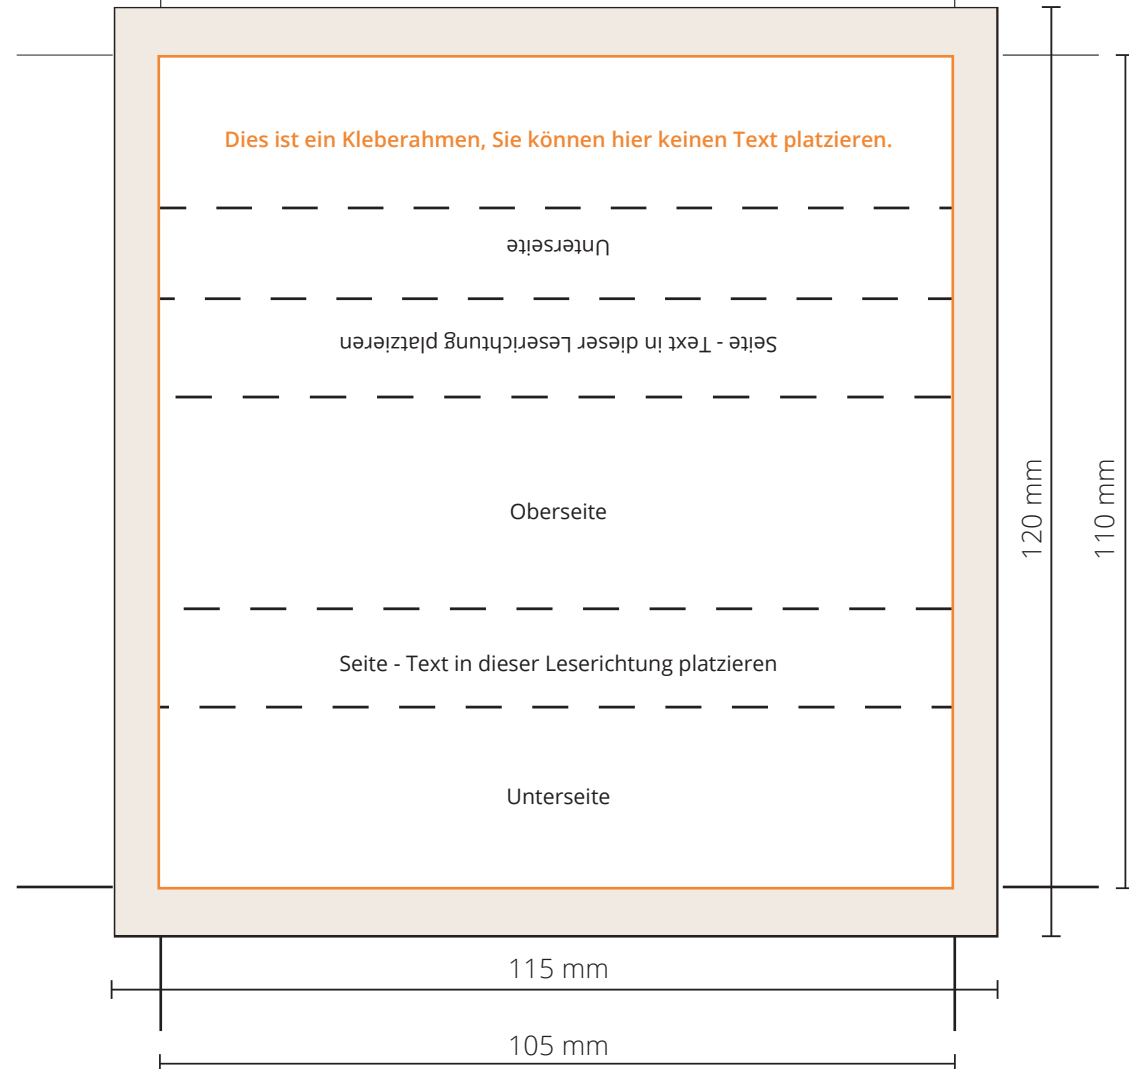 Dies ist ein Kleberahmen, Sie können hier keinen Text platzieren.
Unterseite
Seite - Text in dieser Leserichtung platzieren
Oberseite
Seite - Text in dieser Leserichtung platzieren
Unterseite
120 mm
110 mm
115 mm
105 mm